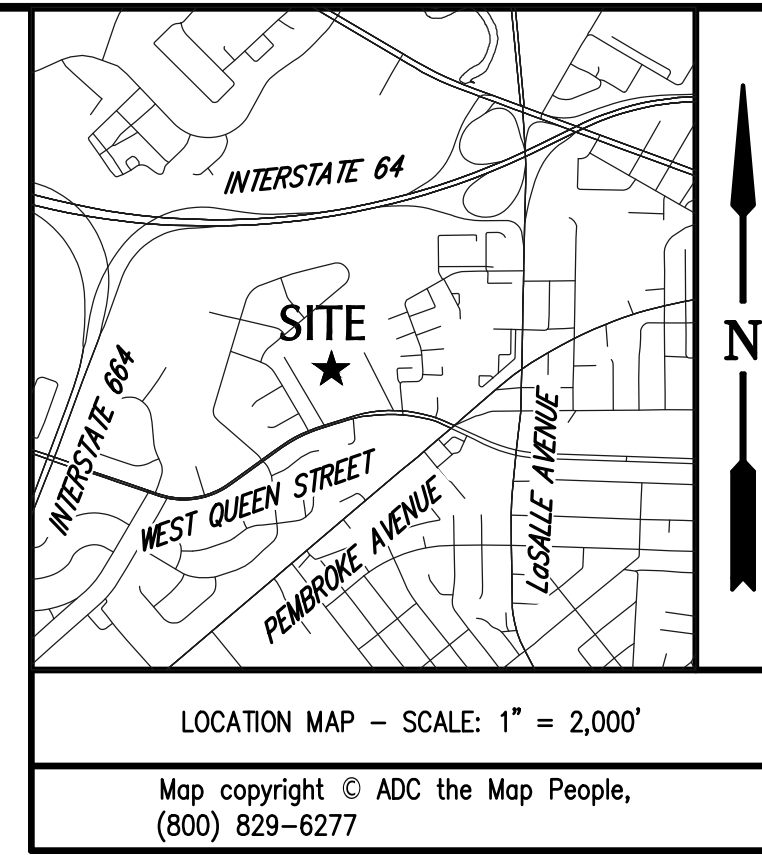 INTERSTATE 64
SITE
N
INTERSTATE 664
WEST QUEEN STREET
PEMBROKE AVENUE
LaSALLE AVENUE
LOCATION MAP – SCALE: 1" = 2,000'
Map copyright © ADC the Map People,
(800) 829–6277